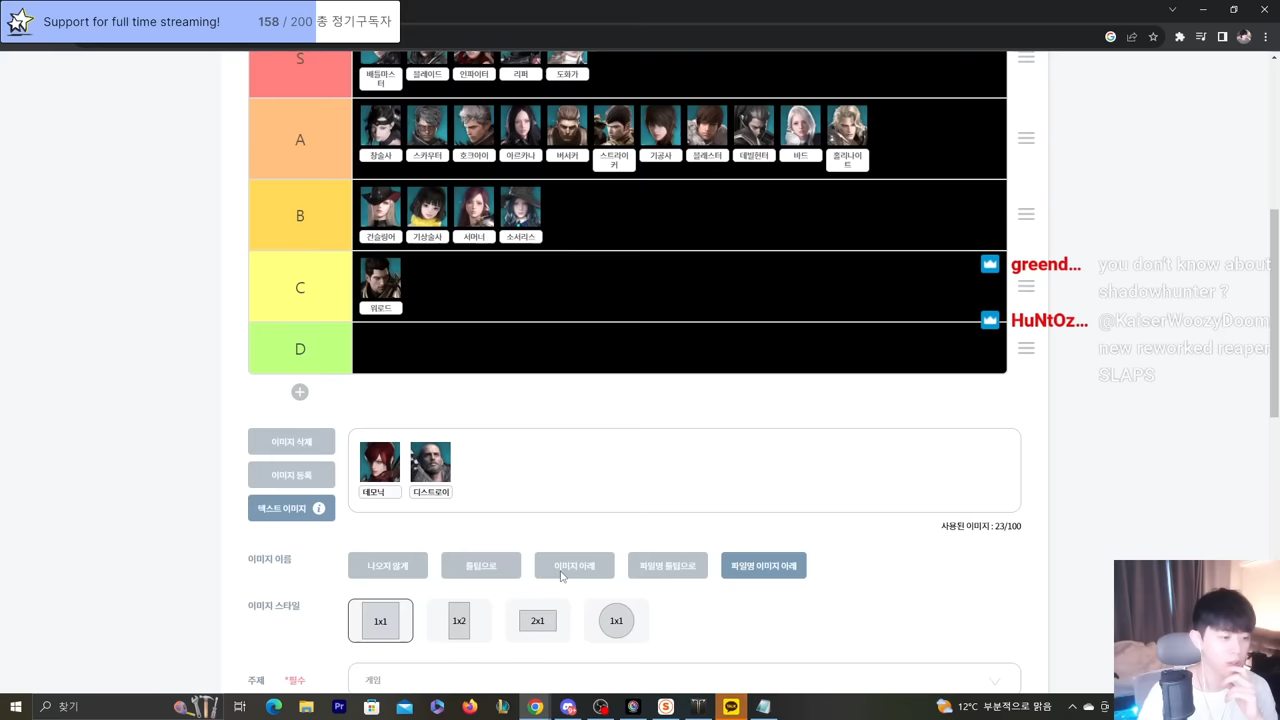 Support for full time streaming!
158 / 200 총 정기구독자
S
배틀마스
터
블레이드
인파이터
리퍼
도화가
A
창술사
스카우터
호크아이
아르카나
버서커
스트라이
커
기공사
블래스터
데빌헌터
바드
홀리나이
트
B
건슬링어
기상술사
서머너
소서리스
C
워로드
D
greend...
you don't know about
shadowhunter ?
HuNtOz...
@KaiserWoozyDoom
new reworked reaper
SLAPS
이미지 삭제
이미지 등록
텍스트 이미지
데모닉
디스트로이
사용된 이미지 : 23/100
이미지 이름
나오지 않게
툴팁으로
이미지 아래
파일명 툴팁으로
파일명 이미지 아래
이미지 스타일
1x1
1x2
2x1
1x1
주제 *필수
게임
찾기
12°C 부분적으로 맑음